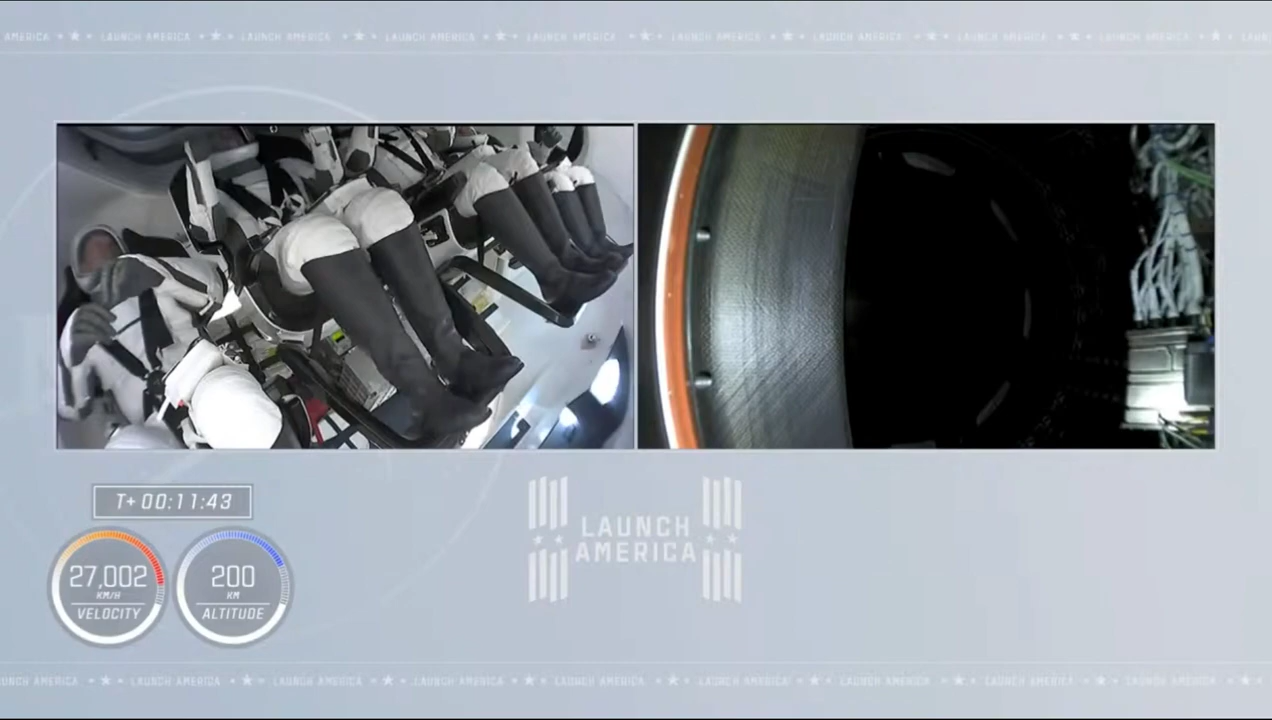 AMERICA LAUNCH AMERICA LAUNCH AMERICA LAUNCH AMERICA LAUNCH AMERICA LAUNCH AMERICA LAUNCH AMERICA LAUNCH AMERICA LAUNCH AMERICA
T+ 00:11:43
27,002
KM/H
VELOCITY
200
KM
ALTITUDE
LAUNCH
AMERICA
LAUNCH AMERICA LAUNCH AMERICA LAUNCH AMERICA LAUNCH AMERICA LAUNCH AMERICA LAUNCH AMERICA LAUNCH AMERICA LAUNCH AMERICA